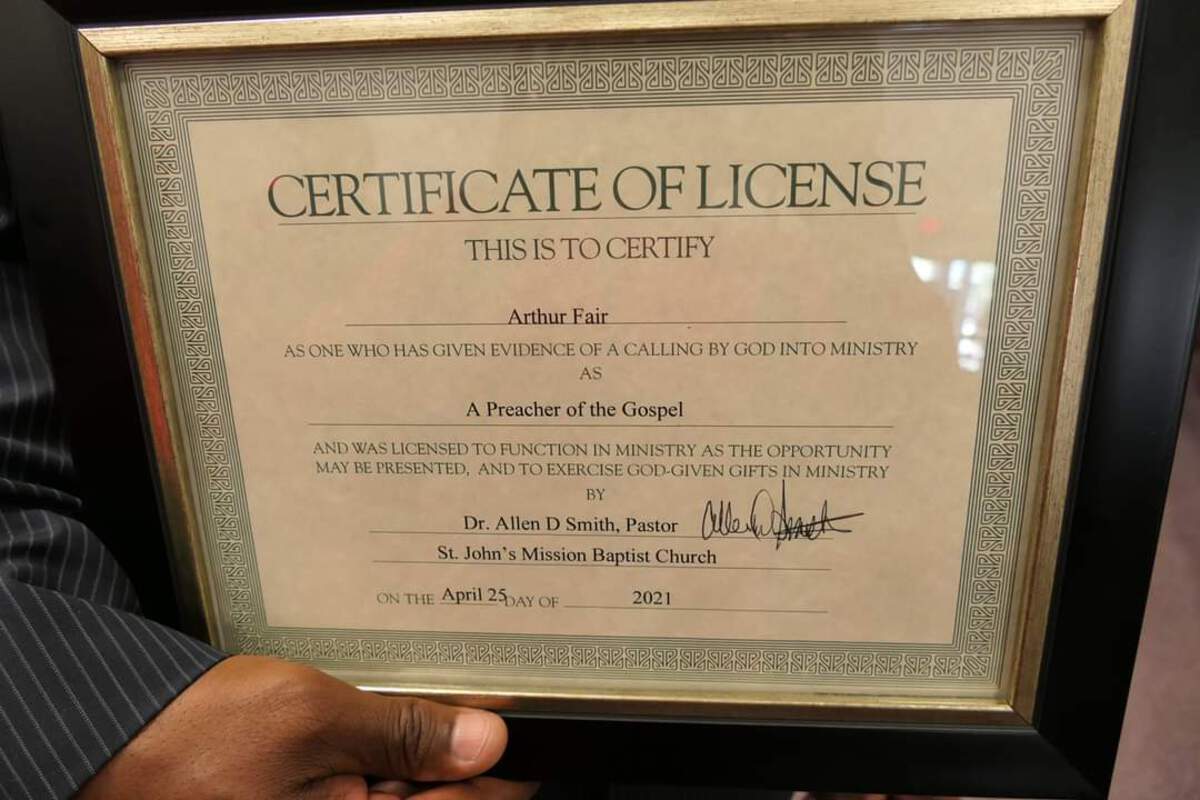 CERTIFICATE OF LICENSE
THIS IS TO CERTIFY
Arthur Fair
AS ONE WHO HAS GIVEN EVIDENCE OF A CALLING BY GOD INTO MINISTRY
AS
A Preacher of the Gospel
AND WAS LICENSED TO FUNCTION IN MINISTRY AS THE OPPORTUNITY
MAY BE PRESENTED, AND TO EXERCISE GOD-GIVEN GIFTS IN MINISTRY
BY
Dr. Allen D Smith, Pastor Allen D Smith
St. John's Mission Baptist Church
ON THE April 25 DAY OF 2021